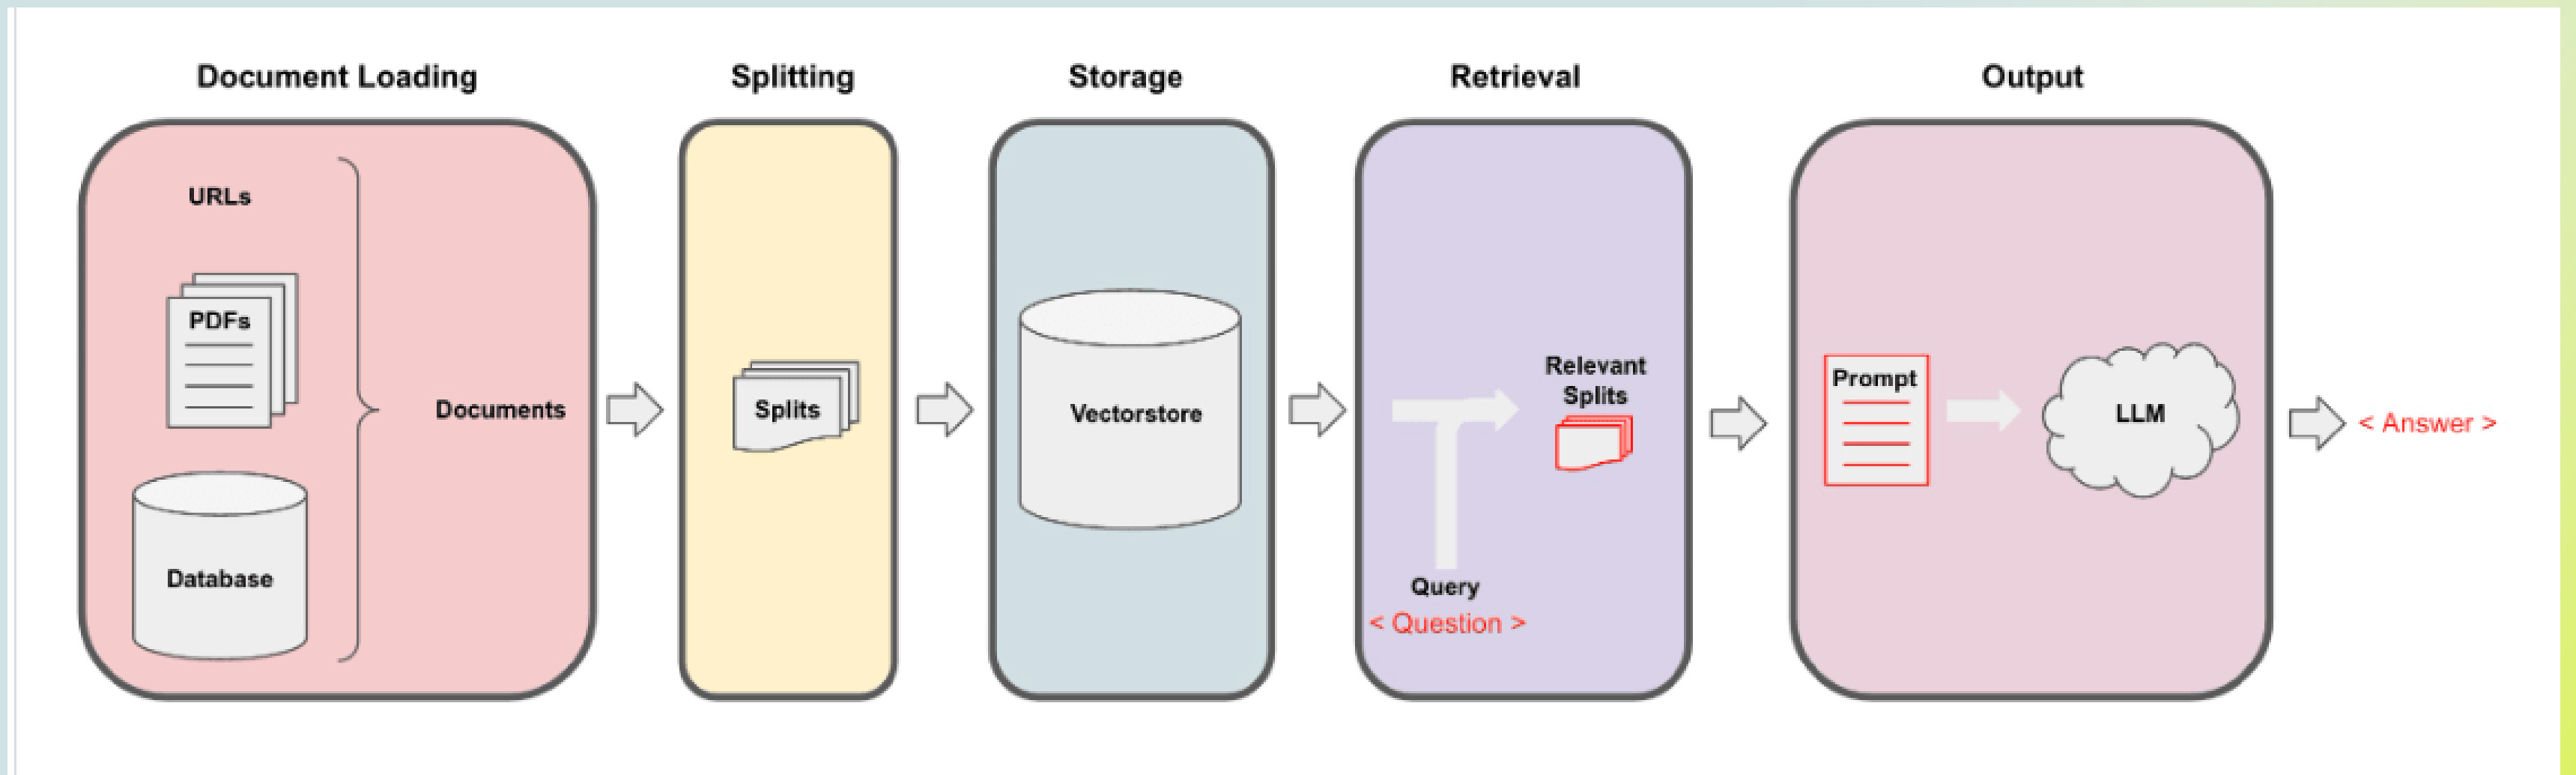 Document Loading
Splitting
Storage
Retrieval
Output
URLs
PDFs
Database
Documents
Splits
Vectorstore
Relevant
Splits
Query
< Question >
Prompt
LLM
< Answer >